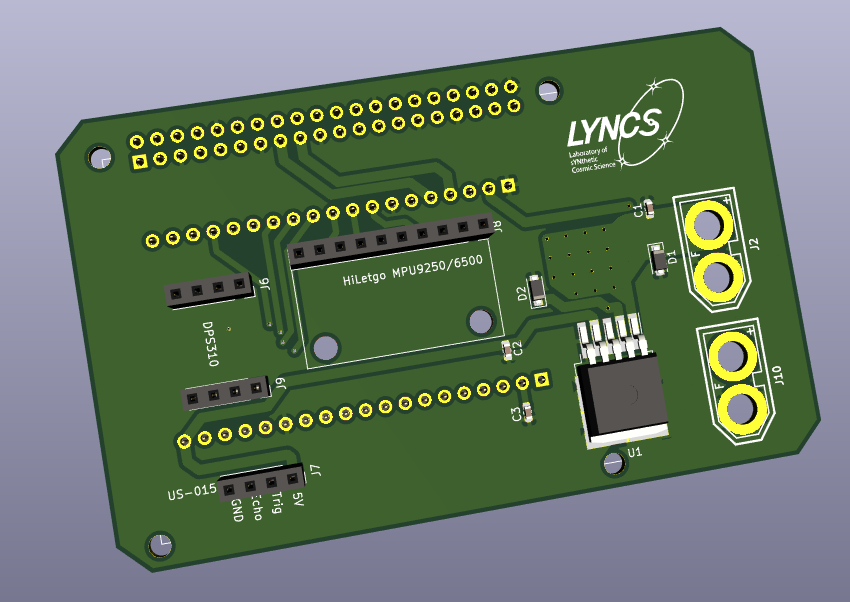 LYNCS
Laboratory of
sYNthetic
Cosmic Science
C1
+
F
J2
J8
HiLetgo MPU9250/6500
D1
J6
D2
DPS310
C2
+
F
J10
J9
C3
U1
J7
US-015
GND
Echo
Trig
5V